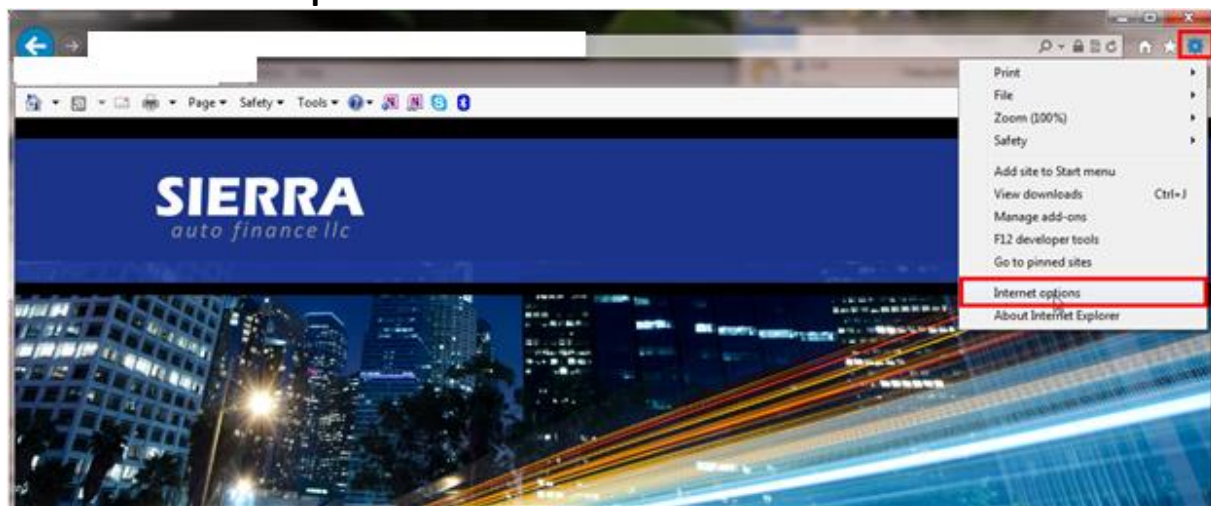 Page Safety Tools
Print
File
Zoom (100%)
Safety
Add site to Start menu
View downloads Ctrl+J
Manage add-ons
F12 developer tools
Go to pinned sites
Internet options
About Internet Explorer
SIERRA
auto finance llc